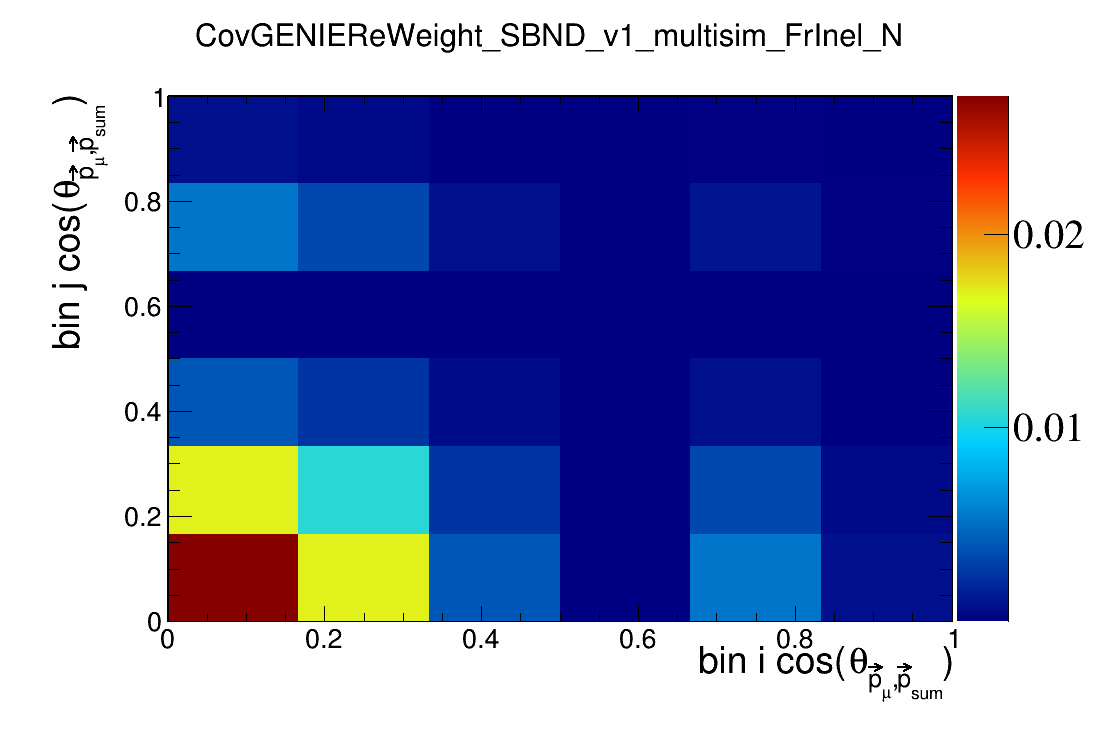 CovGENIEReWeight_SBND_v1_multisim_FrInel_N
bin j cos(θp⃗μ,p⃗sum)
1
0.8
0.6
0.4
0.2
0
0 0.2 0.4 0.6 0.8 1
bin i cos(θp⃗μ,p⃗sum)
0.02
0.01